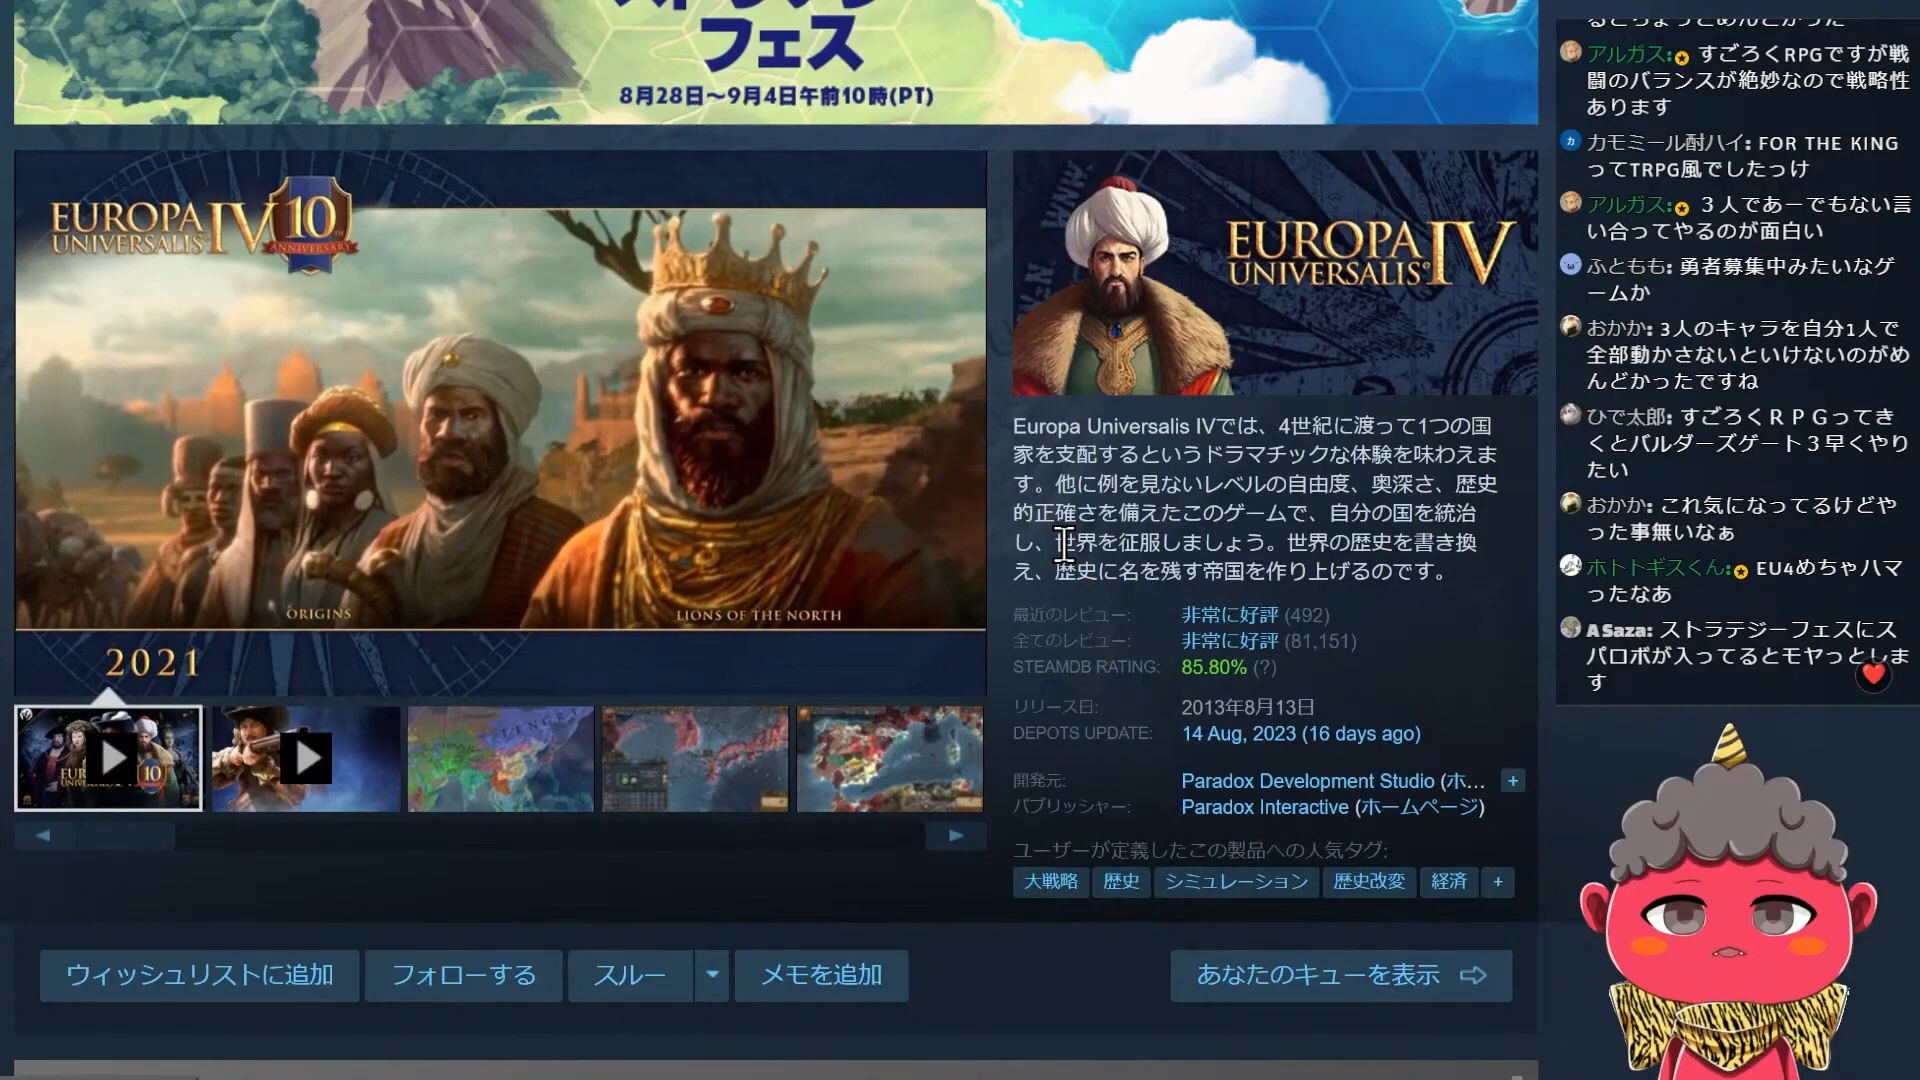 フェス
8月28日～9月4日午前10時(PT)
EUROPA UNIVERSALIS IV 10 TH ANNIVERSARY
ORIGINS
LIONS OF THE NORTH
2021
EUROPA UNIVERSALIS IV
Europa Universalis IVでは、4世紀に渡って1つの国
家を支配するというドラマチックな体験を味わえま
す。他に例を見ないレベルの自由度、奥深さ、歴史
的正確さを備えたこのゲームで、自分の国を統治
し、世界を征服しましょう。世界の歴史を書き換
え、歴史に名を残す帝国を作り上げるのです。
最近のレビュー: 非常に好評 (492)
全てのレビュー: 非常に好評 (81,151)
STEAMDB RATING: 85.80% (?)
リリース日: 2013年8月13日
DEPOTS UPDATE: 14 Aug, 2023 (16 days ago)
開発元: Paradox Development Studio (ホ... +
パブリッシャー: Paradox Interactive (ホームページ)
ユーザーが定義したこの製品への人気タグ:
大戦略 歴史 シミュレーション 歴史改変 経済 +
ウィッシュリストに追加 フォローする スルー メモを追加 あなたのキューを表示
アルガス: すごろくRPGですが戦
闘のバランスが絶妙なので戦略性
あります
カモミール酎ハイ: FOR THE KING
ってTRPG風でしたっけ
アルガス: 3人であーでもない言
い合ってやるのが面白い
ふともも: 勇者募集中みたいなゲ
ームか
おかか: 3人のキャラを自分1人で
全部動かさないといけないのがめ
んどかったですね
ひで太郎: すごろくＲＰＧってき
くとバルダーズゲート３早くやり
たい
おかか: これ気になってるけどや
った事無いなぁ
ホトトギスくん: EU4めちゃハマ
ったなあ
A Saza: ストラテジーフェスにス
パロボが入ってるとモヤっとしま
す